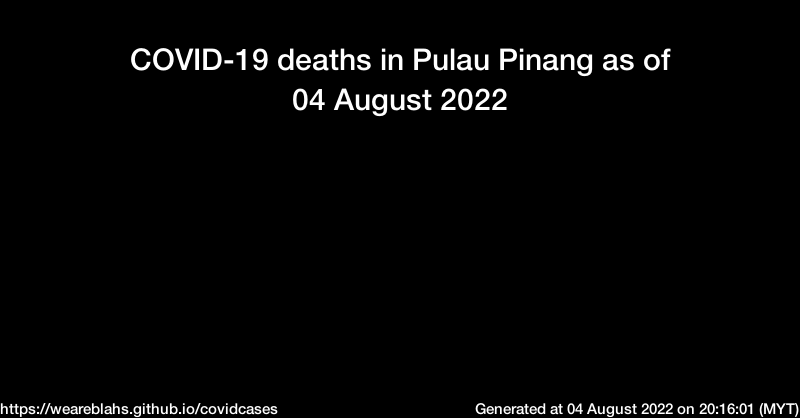 COVID-19 deaths in Pulau Pinang as of
04 August 2022
https://weareblahs.github.io/covidcases
Generated at 04 August 2022 on 20:16:01 (MYT)